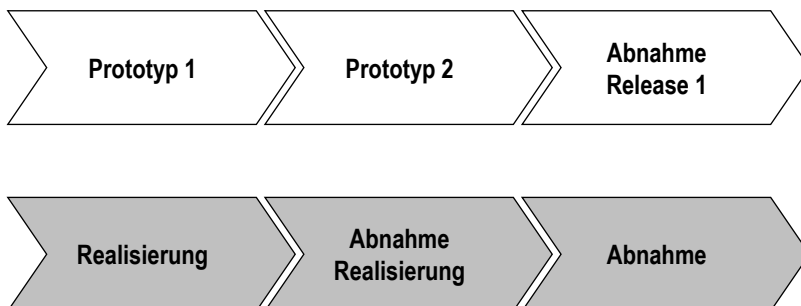 Prototyp 1
Prototyp 2
Abnahme
Release 1
Realisierung
Abnahme
Realisierung
Abnahme